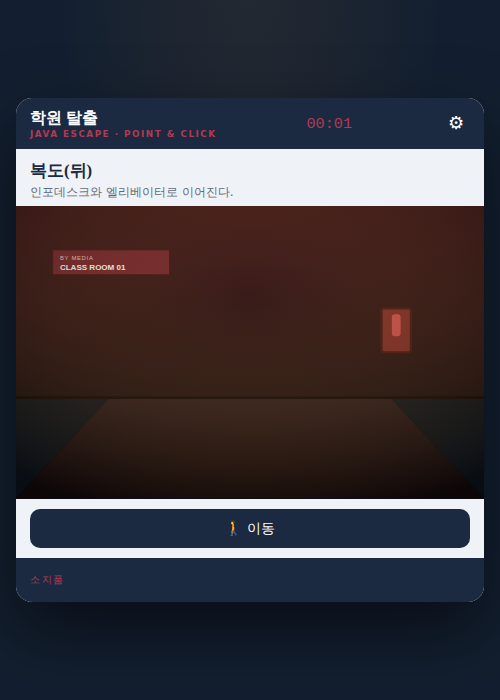 학원 탈출
JAVA ESCAPE · POINT & CLICK
00:01
복도(뒤)
인포데스크와 엘리베이터로 이어진다.
BY MEDIA
CLASS ROOM 01
이동
소지품